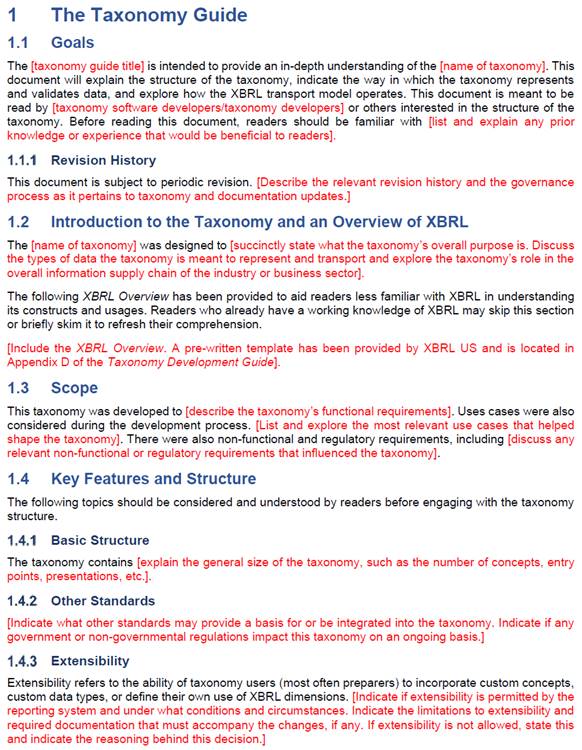 1 The Taxonomy Guide
1.1 Goals
The [taxonomy guide title] is intended to provide an in-depth understanding of the [name of taxonomy]. This
document will explain the structure of the taxonomy, indicate the way in which the taxonomy represents
and validates data, and explore how the XBRL transport model operates. This document is meant to be
read by [taxonomy software developers/taxonomy developers] or others interested in the structure of the
taxonomy. Before reading this document, readers should be familiar with [list and explain any prior
knowledge or experience that would be beneficial to readers].
1.1.1 Revision History
This document is subject to periodic revision. [Describe the relevant revision history and the governance
process as it pertains to taxonomy and documentation updates.]
1.2 Introduction to the Taxonomy and an Overview of XBRL
The [name of taxonomy] was designed to [succinctly state what the taxonomy's overall purpose is. Discuss
the types of data the taxonomy is meant to represent and transport and explore the taxonomy's role in the
overall information supply chain of the industry or business sector].
The following XBRL Overview has been provided to aid readers less familiar with XBRL in understanding
its constructs and usages. Readers who already have a working knowledge of XBRL may skip this section
or briefly skim it to refresh their comprehension.
[Include the XBRL Overview. A pre-written template has been provided by XBRL US and is located in
Appendix D of the Taxonomy Development Guide].
1.3 Scope
This taxonomy was developed to [describe the taxonomy's functional requirements]. Uses cases were also
considered during the development process. [List and explore the most relevant use cases that helped
shape the taxonomy]. There were also non-functional and regulatory requirements, including [discuss any
relevant non-functional or regulatory requirements that influenced the taxonomy].
1.4 Key Features and Structure
The following topics should be considered and understood by readers before engaging with the taxonomy
structure.
1.4.1 Basic Structure
The taxonomy contains [explain the general size of the taxonomy, such as the number of concepts, entry
points, presentations, etc.].
1.4.2 Other Standards
[Indicate what other standards may provide a basis for or be integrated into the taxonomy. Indicate if any
government or non-governmental regulations impact this taxonomy on an ongoing basis.]
1.4.3 Extensibility
Extensibility refers to the ability of taxonomy users (most often preparers) to incorporate custom concepts,
custom data types, or define their own use of XBRL dimensions. [Indicate if extensibility is permitted by the
reporting system and under what conditions and circumstances. Indicate the limitations to extensibility and
required documentation that must accompany the changes, if any. If extensibility is not allowed, state this
and indicate the reasoning behind this decision.]